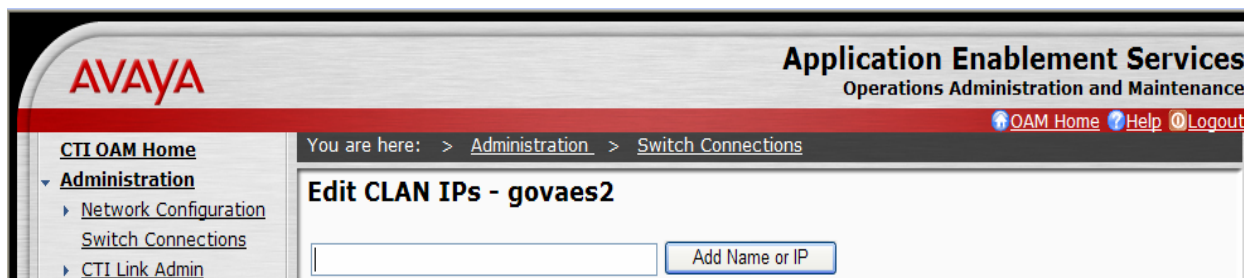 AVAYA
Application Enablement Services
Operations Administration and Maintenance
OAM Home Help Logout
CTI OAM Home
You are here: > Administration > Switch Connections
Administration
Network Configuration
Switch Connections
CTI Link Admin
Edit CLAN IPs - govaes2
Add Name or IP